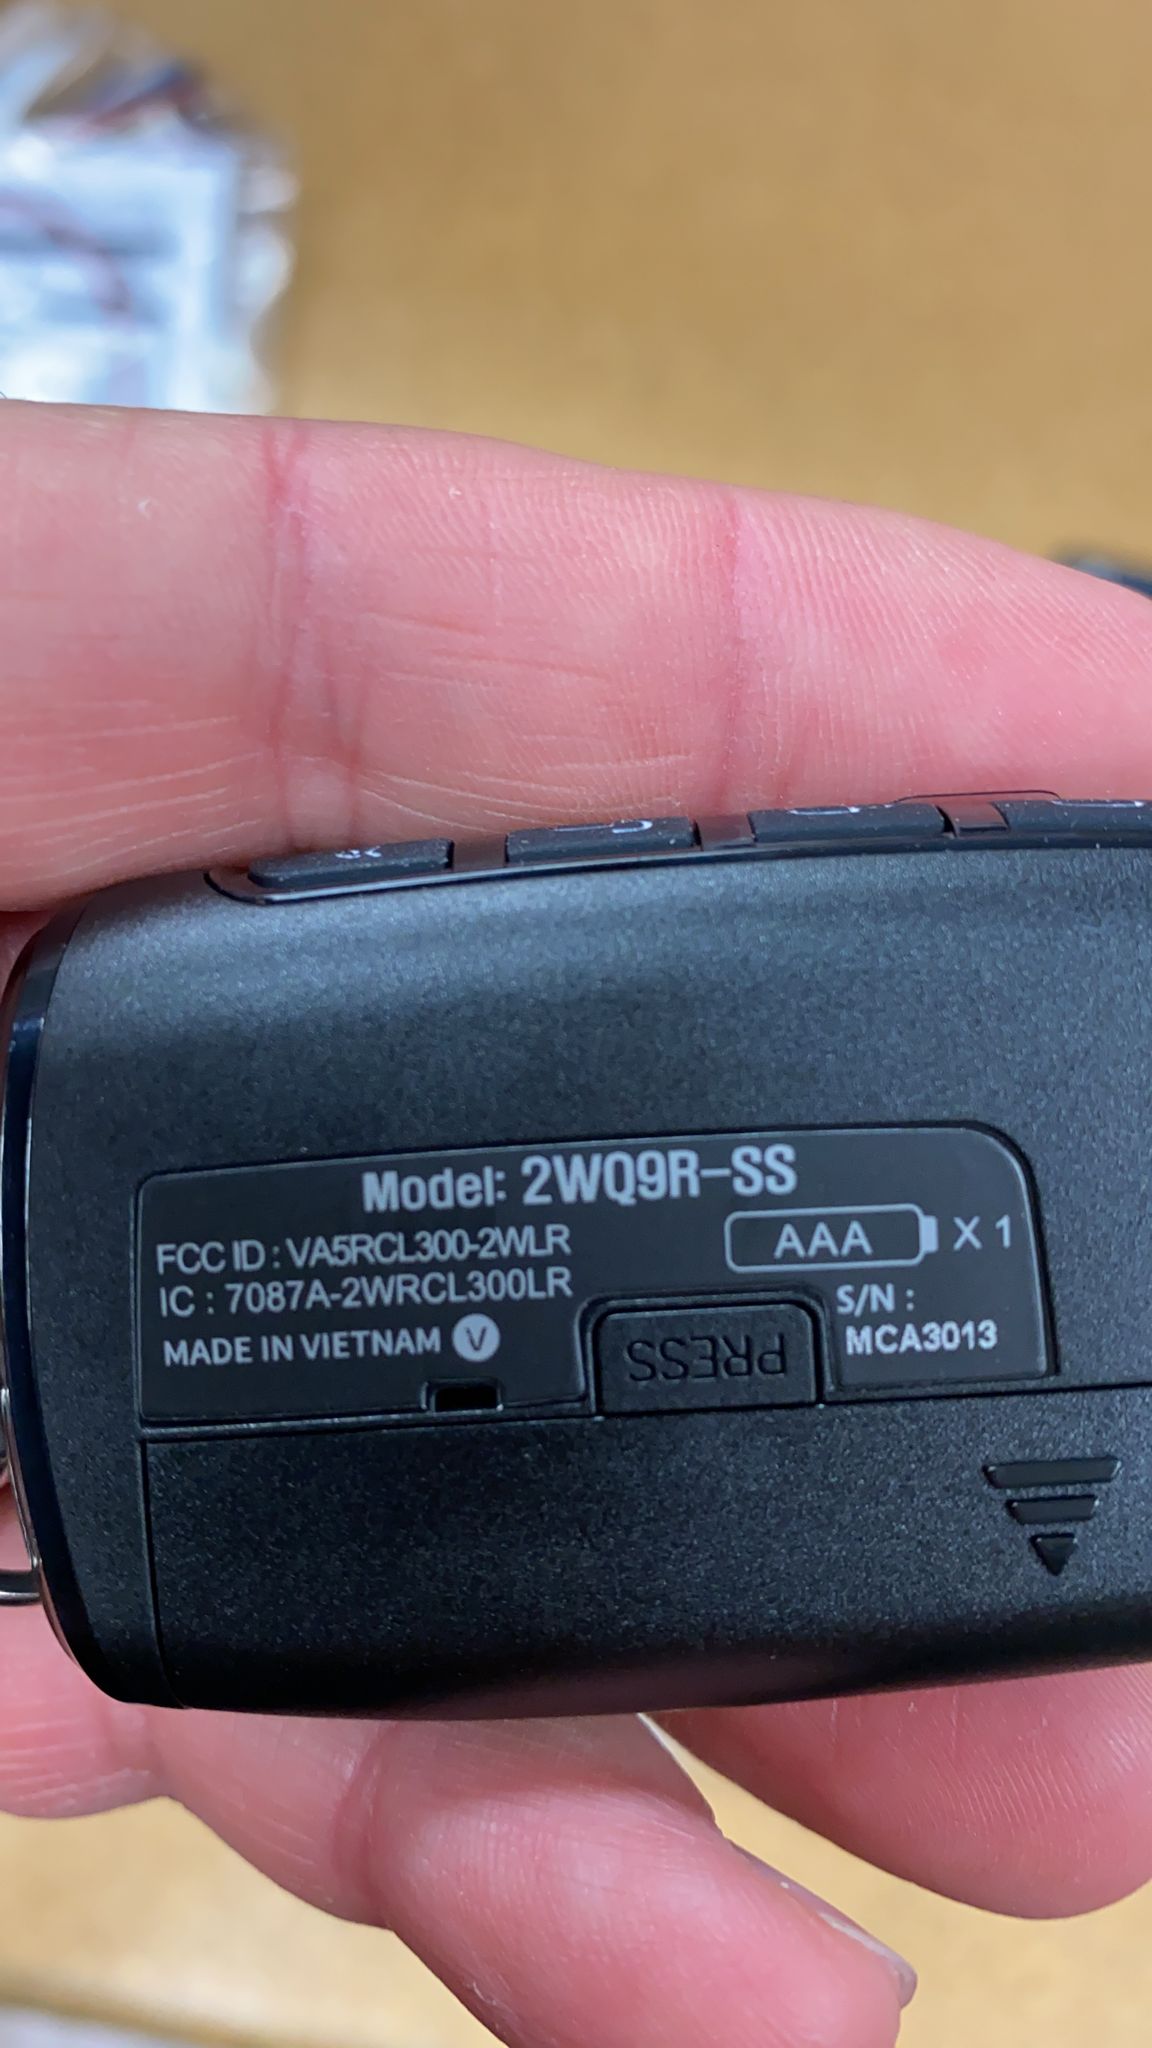 Model: 2WQ9R-SS
FCC ID : VA5RCL300-2WLR
IC : 7087A-2WRCL300LR
MADE IN VIETNAM V
AAA X 1
S/N :
MCA3013
PRESS